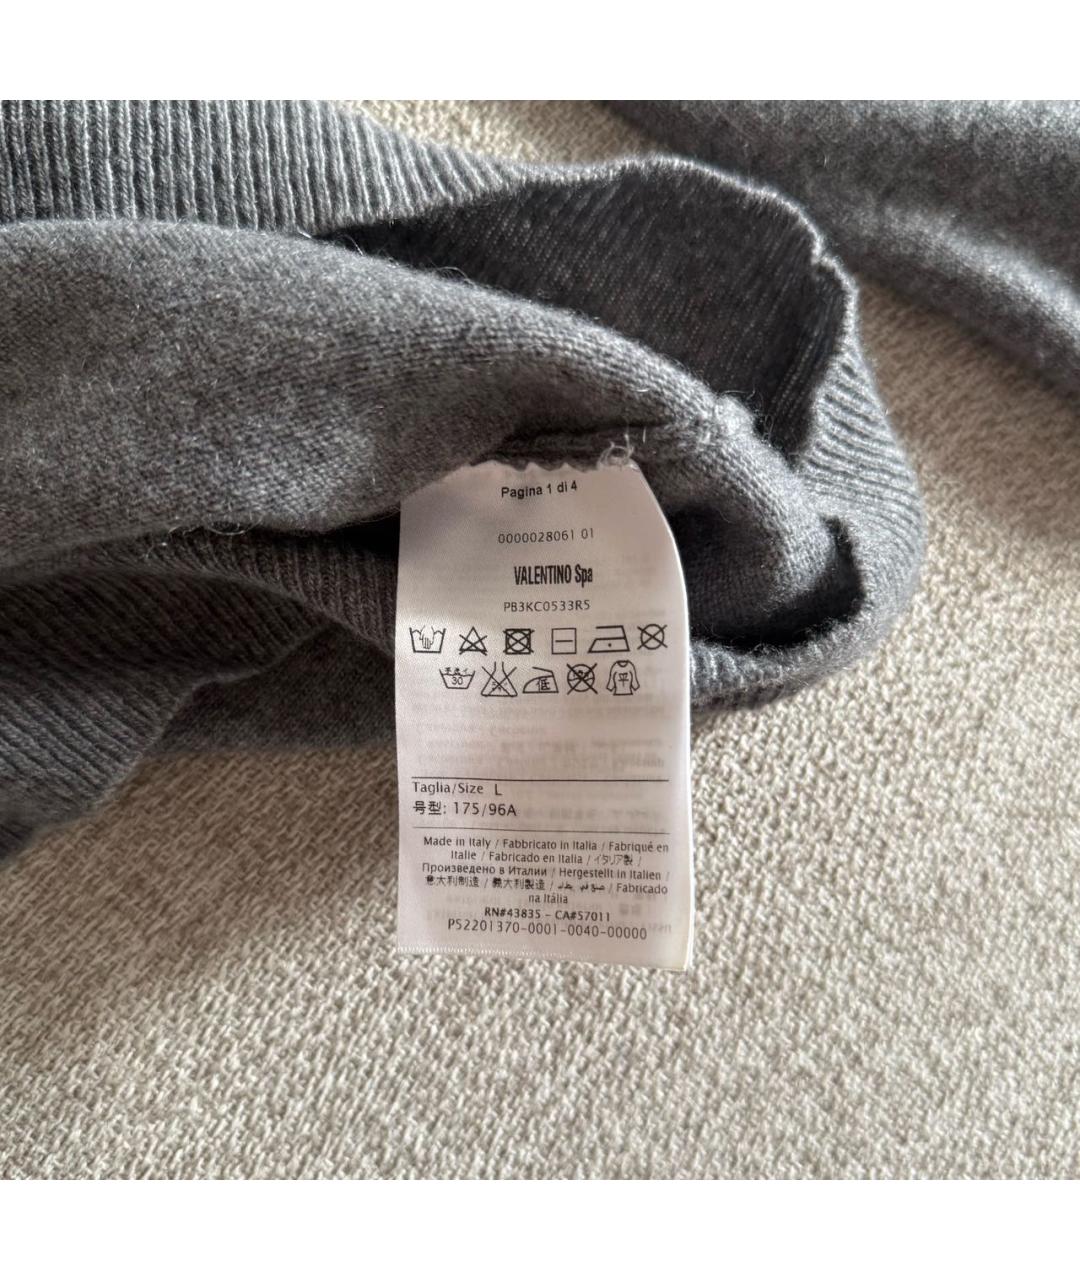 Pagina 1 di 4
0000028061 01
VALENTINO Spa
PB3KC0533R5
30
低
平
Taglia/Size L
号型: 175/96A
Made in Italy / Fabbricato in Italia / Fabriqué en
Italie / Fabricado en Italia / イタリア製 /
Произведено в Италии / Hergestellt in Italien /
意大利制造 / 義大利製造 / / Fabricado
na Itália
RN#43835 - CA#57011
P52201370-0001-0040-00000